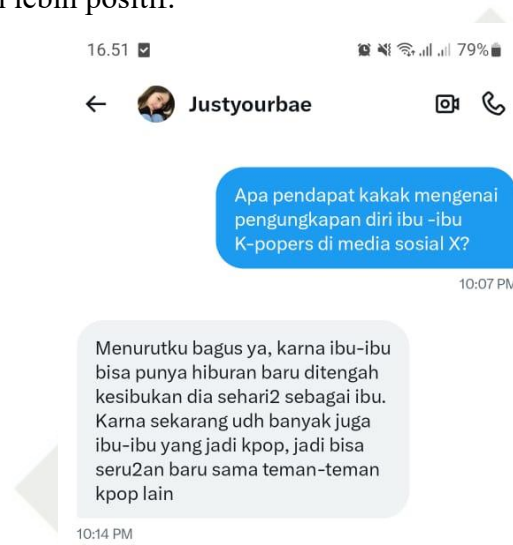 lebih positif.
16.51
79%
Justyourbae
Apa pendapat kakak mengenai
pengungkapan diri ibu -ibu
K-popers di media sosial X?
10:07 PM
Menurutku bagus ya, karna ibu-ibu
bisa punya hiburan baru ditengah
kesibukan dia sehari2 sebagai ibu.
Karna sekarang udh banyak juga
ibu-ibu yang jadi kpop, jadi bisa
seru2an baru sama teman-teman
kpop lain
10:14 PM